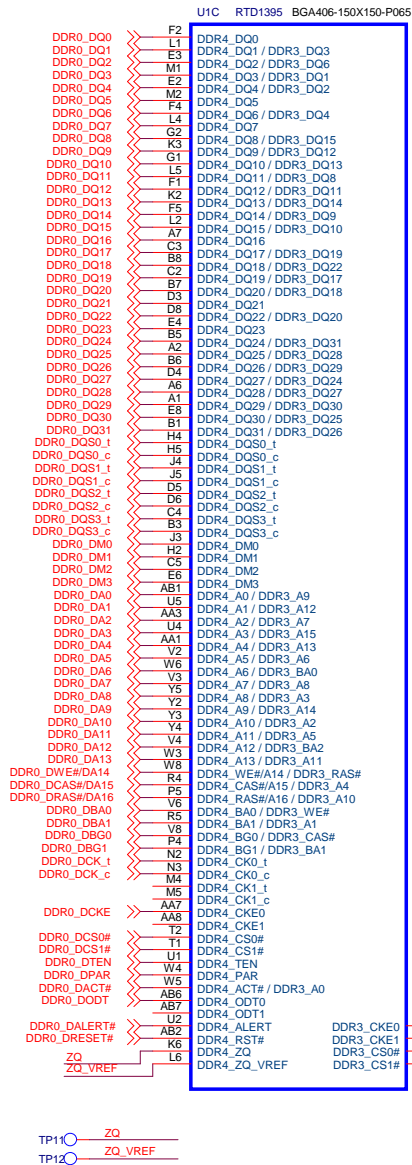 U1C RTD1395 BGA406-150X150-P065
DDR0_DQ0 F2 DDR4_DQ0
DDR0_DQ1 L1 DDR4_DQ1 / DDR3_DQ3
DDR0_DQ2 E3 DDR4_DQ2 / DDR3_DQ6
DDR0_DQ3 M1 DDR4_DQ3 / DDR3_DQ1
DDR0_DQ4 E2 DDR4_DQ4 / DDR3_DQ2
DDR0_DQ5 M2 DDR4_DQ5
DDR0_DQ6 F4 DDR4_DQ6 / DDR3_DQ4
DDR0_DQ7 L4 DDR4_DQ7
DDR0_DQ8 G2 DDR4_DQ8 / DDR3_DQ15
DDR0_DQ9 K3 DDR4_DQ9 / DDR3_DQ12
DDR0_DQ10 G1 DDR4_DQ10 / DDR3_DQ13
DDR0_DQ11 L5 DDR4_DQ11 / DDR3_DQ8
DDR0_DQ12 F1 DDR4_DQ12 / DDR3_DQ11
DDR0_DQ13 K2 DDR4_DQ13 / DDR3_DQ14
DDR0_DQ14 F5 DDR4_DQ14 / DDR3_DQ9
DDR0_DQ15 L2 DDR4_DQ15 / DDR3_DQ10
DDR0_DQ16 A7 DDR4_DQ16
DDR0_DQ17 C3 DDR4_DQ17 / DDR3_DQ19
DDR0_DQ18 B8 DDR4_DQ18 / DDR3_DQ22
DDR0_DQ19 C2 DDR4_DQ19 / DDR3_DQ17
DDR0_DQ20 B7 DDR4_DQ20 / DDR3_DQ18
DDR0_DQ21 D3 DDR4_DQ21
DDR0_DQ22 D8 DDR4_DQ22 / DDR3_DQ20
DDR0_DQ23 E4 DDR4_DQ23
DDR0_DQ24 B5 DDR4_DQ24 / DDR3_DQ31
DDR0_DQ25 A2 DDR4_DQ25 / DDR3_DQ28
DDR0_DQ26 B6 DDR4_DQ26 / DDR3_DQ29
DDR0_DQ27 D4 DDR4_DQ27 / DDR3_DQ24
DDR0_DQ28 A6 DDR4_DQ28 / DDR3_DQ27
DDR0_DQ29 A1 DDR4_DQ29 / DDR3_DQ30
DDR0_DQ30 E8 DDR4_DQ30 / DDR3_DQ25
DDR0_DQ31 B1 DDR4_DQ31 / DDR3_DQ26
DDR0_DQS0_t H4 DDR4_DQS0_t
DDR0_DQS0_c H5 DDR4_DQS0_c
DDR0_DQS1_t J4 DDR4_DQS1_t
DDR0_DQS1_c J5 DDR4_DQS1_c
DDR0_DQS2_t D5 DDR4_DQS2_t
DDR0_DQS2_c D6 DDR4_DQS2_c
DDR0_DQS3_t C4 DDR4_DQS3_t
DDR0_DQS3_c B3 DDR4_DQS3_c
DDR0_DM0 J3 DDR4_DM0
DDR0_DM1 H2 DDR4_DM1
DDR0_DM2 C5 DDR4_DM2
DDR0_DM3 E6 DDR4_DM3
DDR0_DA0 AB1 DDR4_A0 / DDR3_A9
DDR0_DA1 U5 DDR4_A1 / DDR3_A12
DDR0_DA2 AA3 DDR4_A2 / DDR3_A7
DDR0_DA3 U4 DDR4_A3 / DDR3_A15
DDR0_DA4 AA1 DDR4_A4 / DDR3_A13
DDR0_DA5 V2 DDR4_A5 / DDR3_A6
DDR0_DA6 W6 DDR4_A6 / DDR3_BA0
DDR0_DA7 V3 DDR4_A7 / DDR3_A8
DDR0_DA8 Y5 DDR4_A8 / DDR3_A3
DDR0_DA9 Y2 DDR4_A9 / DDR3_A14
DDR0_DA10 Y3 DDR4_A10 / DDR3_A2
DDR0_DA11 Y4 DDR4_A11 / DDR3_A5
DDR0_DA12 V4 DDR4_A12 / DDR3_BA2
DDR0_DA13 W3 DDR4_A13 / DDR3_A11
DDR0_DWE#/DA14 W8 DDR4_WE#/A14 / DDR3_RAS#
DDR0_DCAS#/DA15 R4 DDR4_CAS#/A15 / DDR3_A4
DDR0_DRAS#/DA16 P5 DDR4_RAS#/A16 / DDR3_A10
DDR0_DBA0 V6 DDR4_BA0 / DDR3_WE#
DDR0_DBA1 R5 DDR4_BA1 / DDR3_A1
DDR0_DBG0 V8 DDR4_BG0 / DDR3_CAS#
DDR0_DBG1 P4 DDR4_BG1 / DDR3_BA1
DDR0_DCK_t N2 DDR4_CK0_t
DDR0_DCK_c N3 DDR4_CK0_c
M4 DDR4_CK1_t
M5 DDR4_CK1_c
DDR0_DCKE AA7 DDR4_CKE0
AA8 DDR4_CKE1
DDR0_DCS0# T2 DDR4_CS0#
DDR0_DCS1# T1 DDR4_CS1#
DDR0_DTEN U1 DDR4_TEN
DDR0_DPAR W4 DDR4_PAR
DDR0_DACT# W5 DDR4_ACT# / DDR3_A0
DDR0_DODT AB6 DDR4_ODT0
AB7 DDR4_ODT1
DDR0_DALERT# U2 DDR4_ALERT DDR3_CKE0
DDR0_DRESET# AB2 DDR4_RST# DDR3_CKE1
ZQ K6 DDR4_ZQ DDR3_CS0#
ZQ_VREF L6 DDR4_ZQ_VREF DDR3_CS1#
TP11 ZQ
TP12 ZQ_VREF